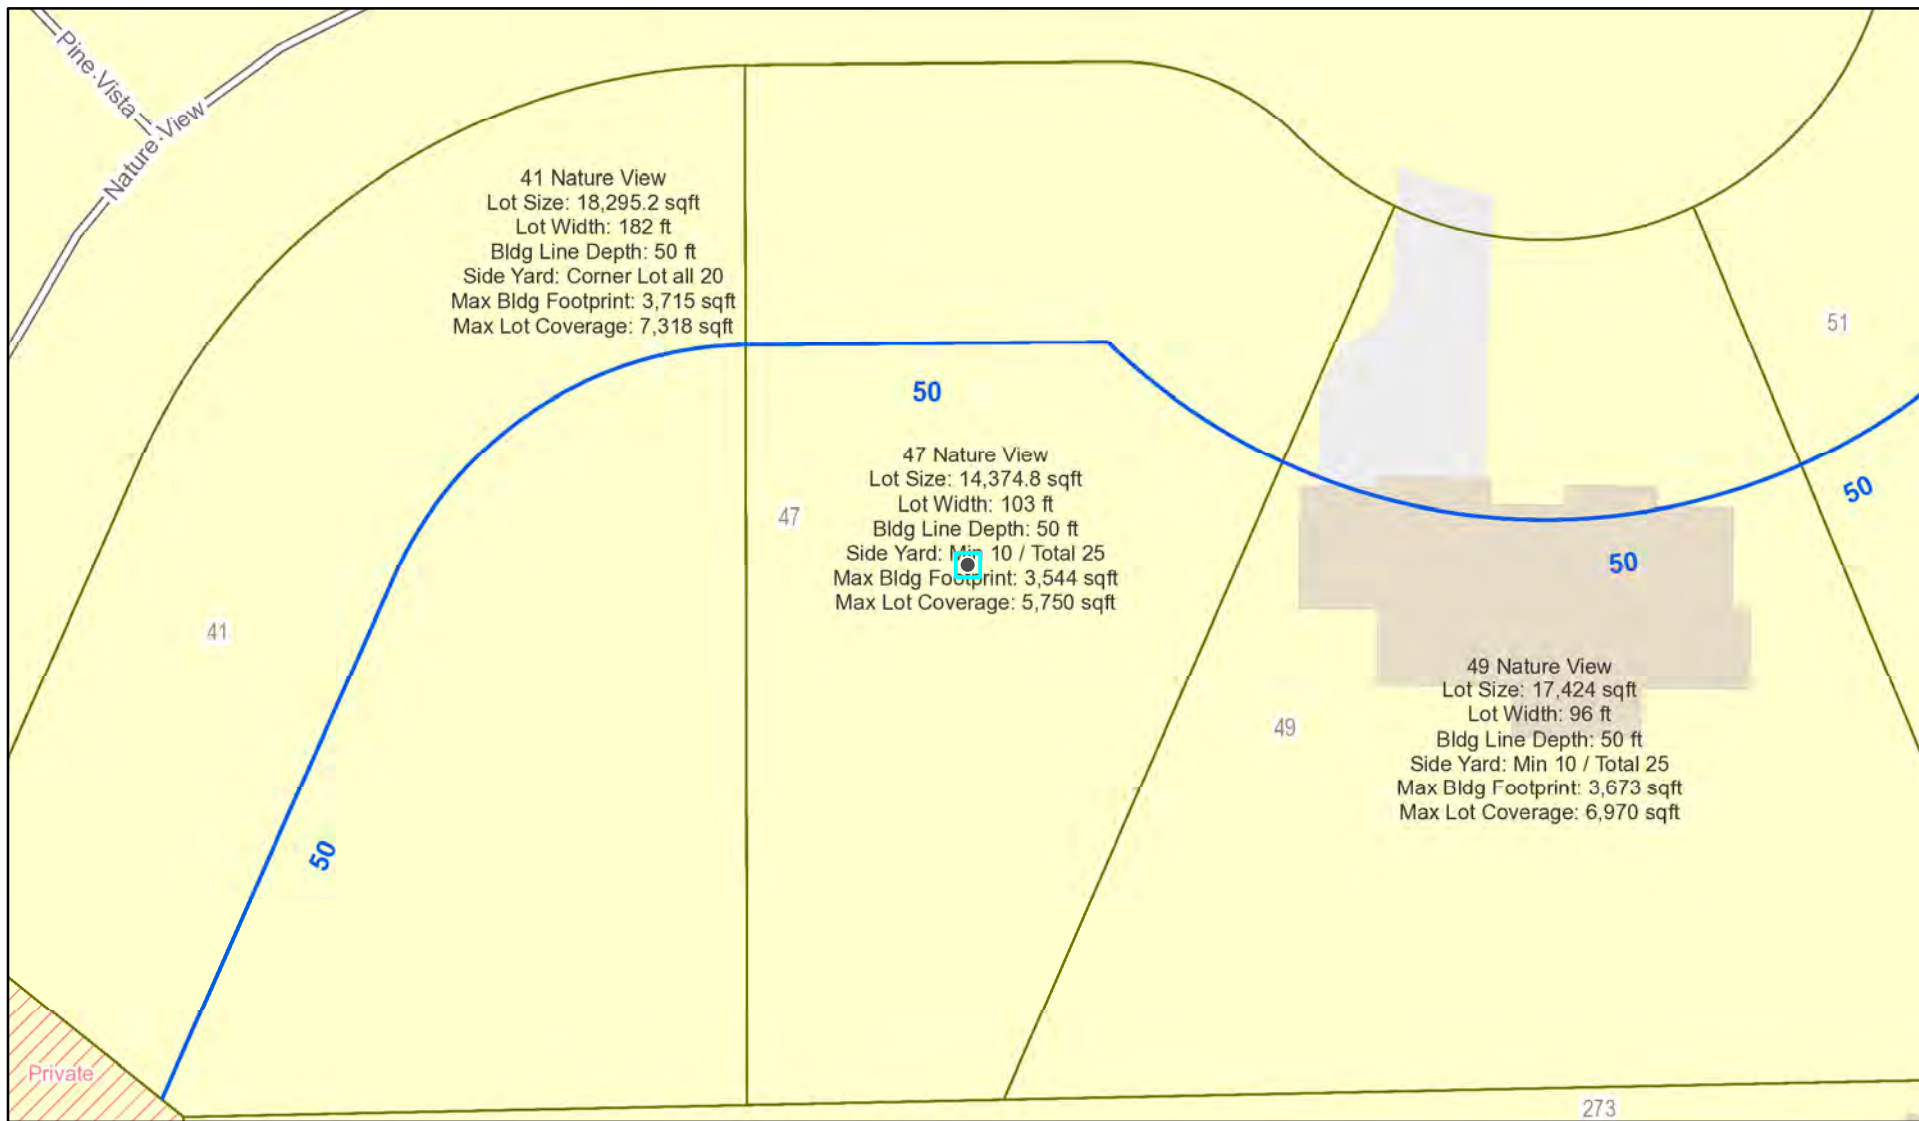 Pine Vista
Nature View
41 Nature View
Lot Size: 18,295.2 sqft
Lot Width: 182 ft
Bldg Line Depth: 50 ft
Side Yard: Corner Lot all 20
Max Bldg Footprint: 3,715 sqft
Max Lot Coverage: 7,318 sqft
51
50
47 Nature View
Lot Size: 14,374.8 sqft
Lot Width: 103 ft
Bldg Line Depth: 50 ft
Side Yard: Min 10 / Total 25
Max Bldg Footprint: 3,544 sqft
Max Lot Coverage: 5,750 sqft
47
50
50
41
49 Nature View
Lot Size: 17,424 sqft
Lot Width: 96 ft
Bldg Line Depth: 50 ft
Side Yard: Min 10 / Total 25
Max Bldg Footprint: 3,673 sqft
Max Lot Coverage: 6,970 sqft
49
50
Private
273